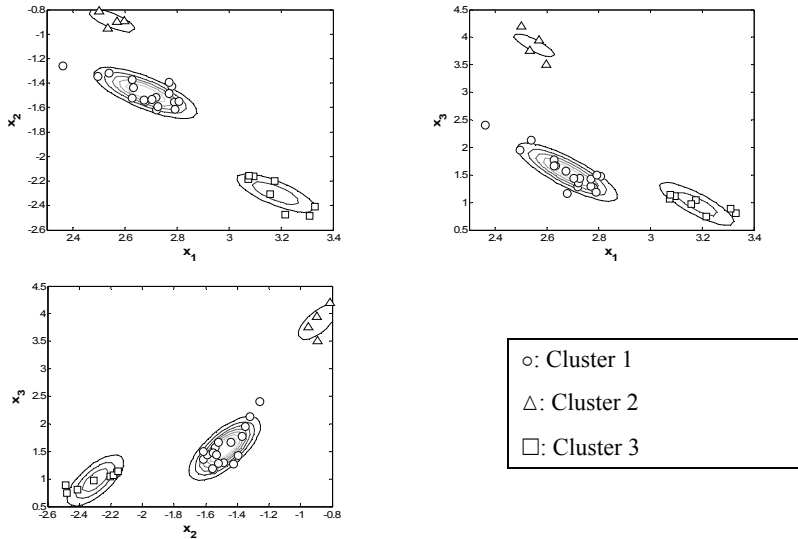 -0.8
-1
-1.2
-1.4
-1.6
-1.8
-2
-2.2
-2.4
-2.6
x₂
2.4 2.6 2.8 3 3.2 3.4
x₁
4.5
4
3.5
3
2.5
2
1.5
1
0.5
x₃
2.4 2.6 2.8 3 3.2 3.4
x₁
4.5
4
3.5
3
2.5
2
1.5
1
0.5
x₃
-2.6 -2.4 -2.2 -2 -1.8 -1.6 -1.4 -1.2 -1 -0.8
x₂
○: Cluster 1
△: Cluster 2
□: Cluster 3